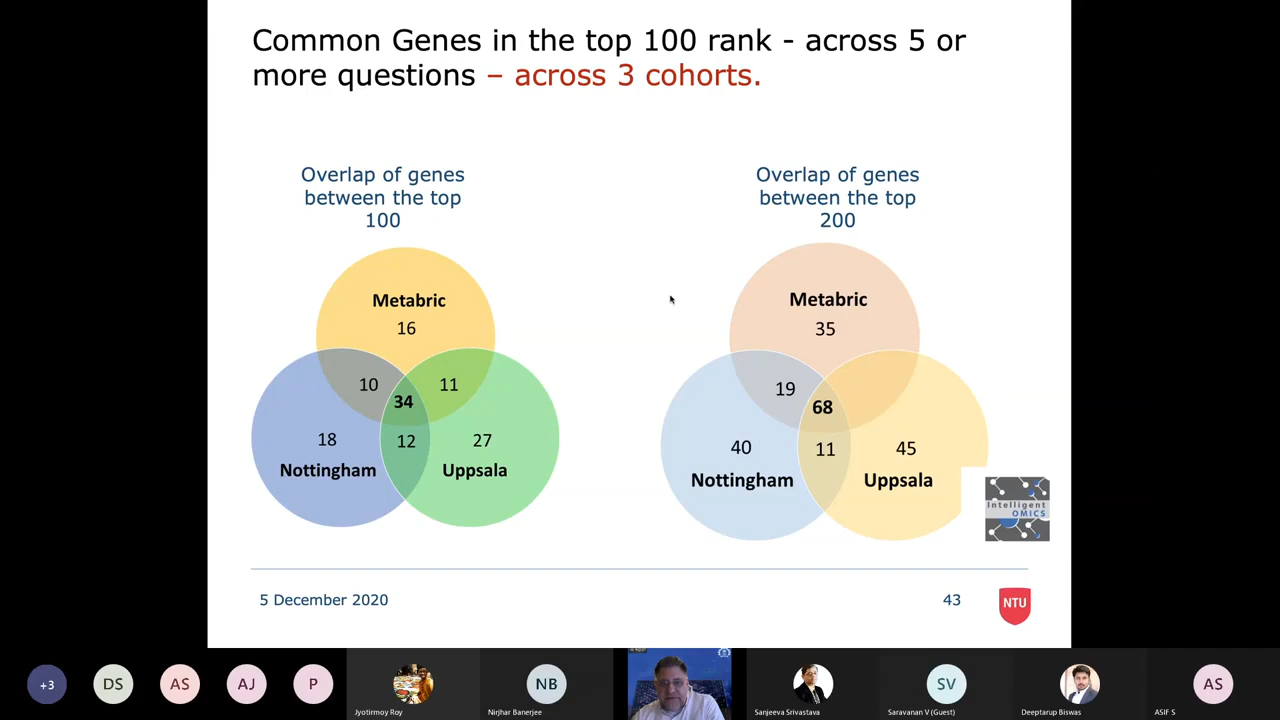 Common Genes in the top 100 rank - across 5 or
more questions – across 3 cohorts.
Overlap of genes
between the top
100
Metabric
16
10
11
34
18
12
27
Nottingham
Uppsala
Overlap of genes
between the top
200
Metabric
35
19
68
40
11
45
Nottingham
Uppsala
Intelligent
OMICS
5 December 2020
43
NTU
+3
DS
AS
AJ
P
Jyotirmoy Roy
NB
Nirjhar Banerjee
Sanjeeva Srivastava
SV
Saravanan V (Guest)
Deeptarup Biswas
AS
ASIF S